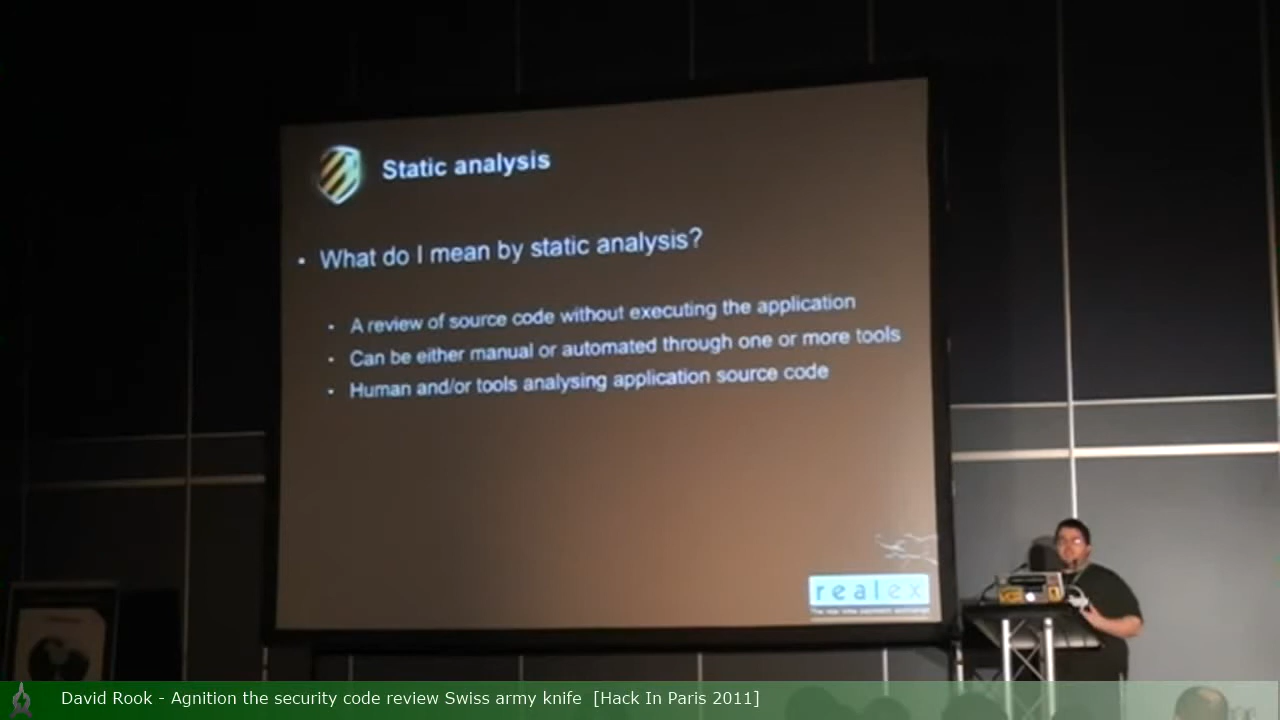 Static analysis
• What do I mean by static analysis?
• A review of source code without executing the application
• Can be either manual or automated through one or more tools
• Human and/or tools analysing application source code
realex
David Rook - Agnition the security code review Swiss army knife [Hack In Paris 2011]